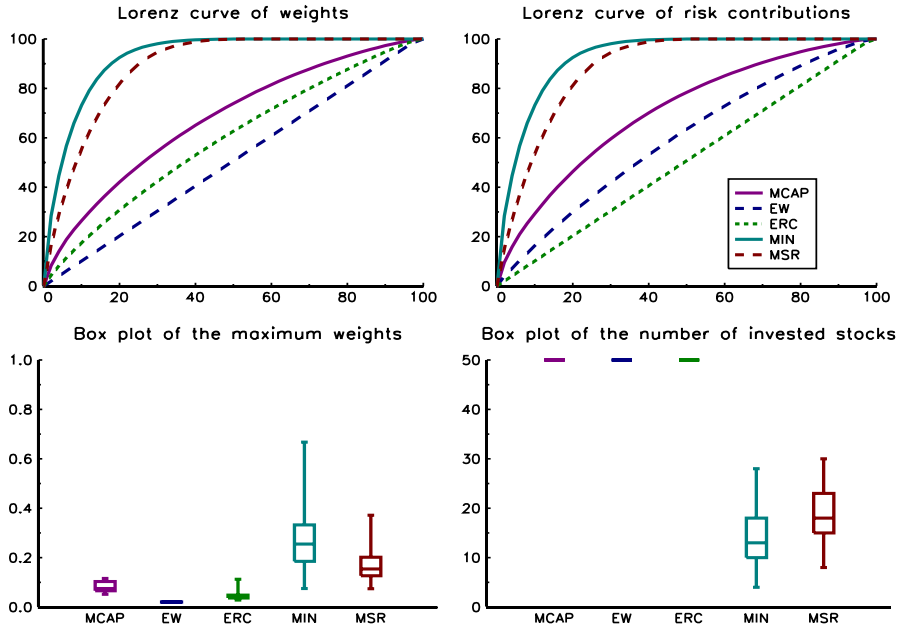 Lorenz curve of weights
100
80
60
40
20
0
0 20 40 60 80 100
Lorenz curve of risk contributions
100
80
60
40
20
0
0 20 40 60 80 100
MCAP
EW
ERC
MIN
MSR
Box plot of the maximum weights
1.0
0.8
0.6
0.4
0.2
0.0
MCAP EW ERC MIN MSR
Box plot of the number of invested stocks
50
40
30
20
10
0
MCAP EW ERC MIN MSR